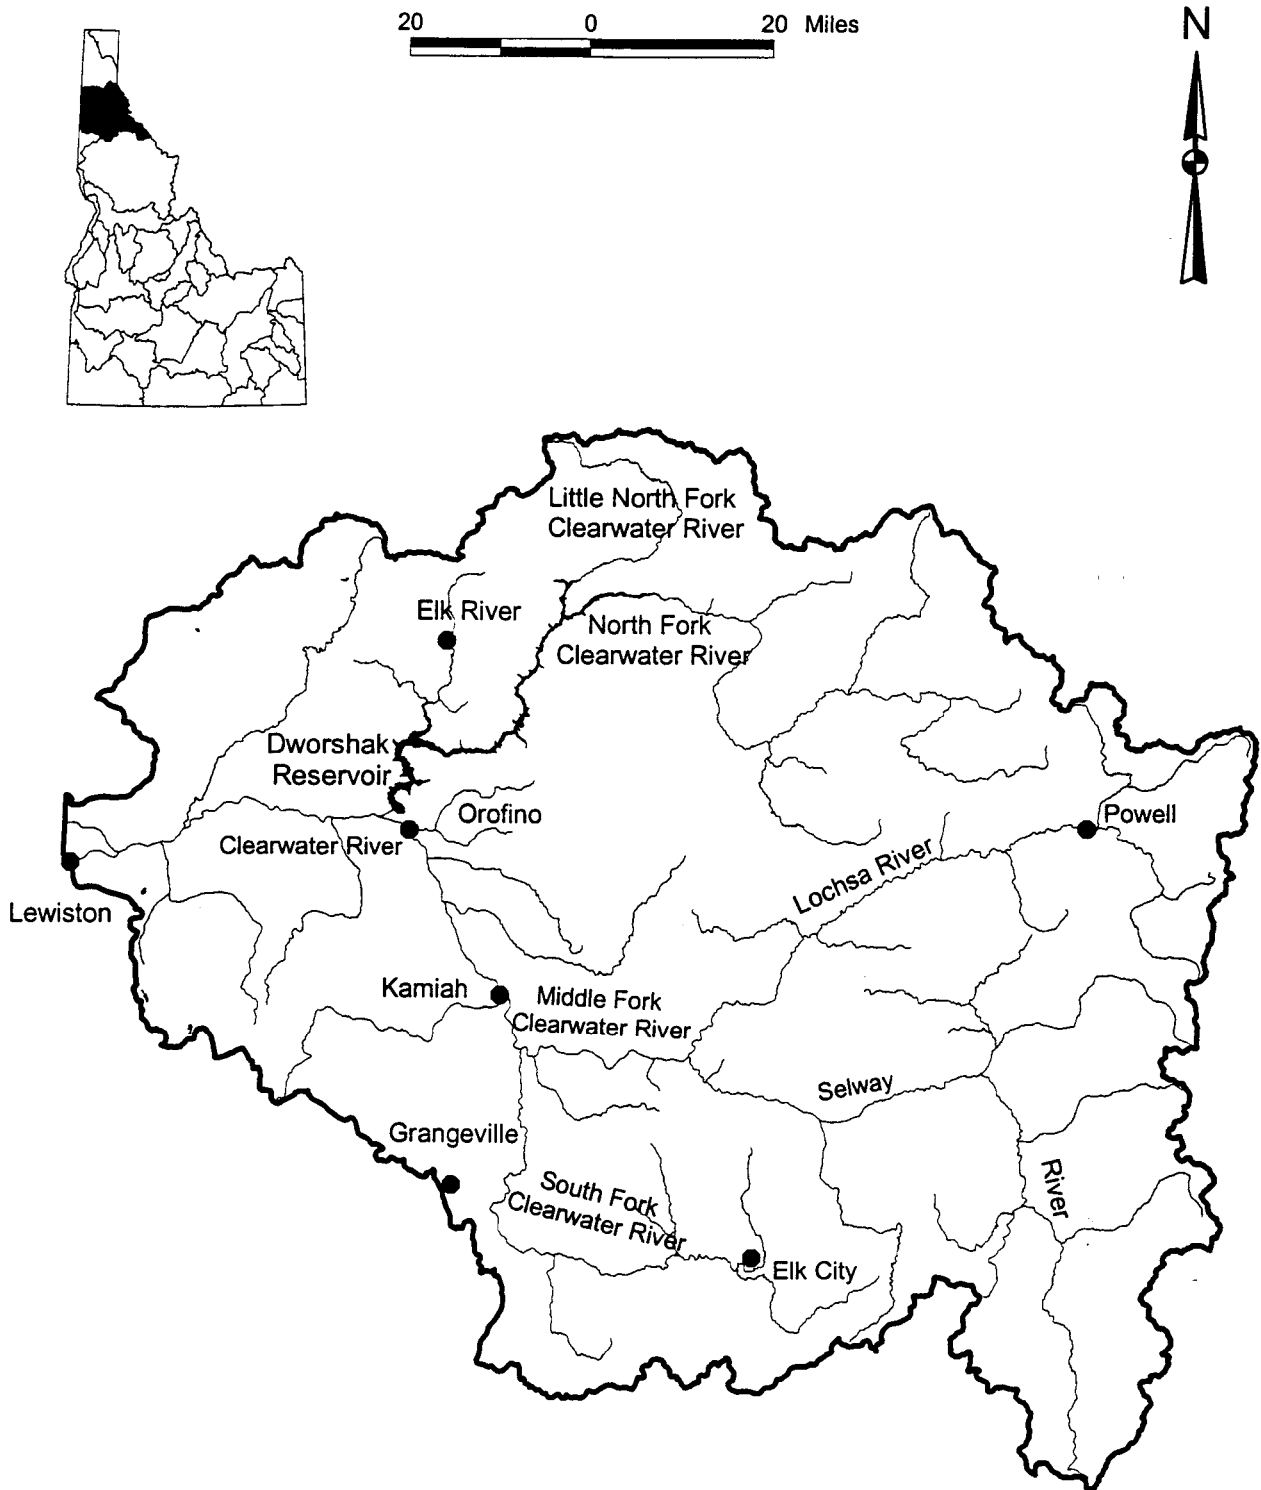 20 0 20 Miles
N
Little North Fork
Clearwater River
Elk River
North Fork
Clearwater River
Dworshak
Reservoir
Orofino
Powell
Clearwater River
Lochsa River
Lewiston
Kamiah
Middle Fork
Clearwater River
Selway
River
Grangeville
South Fork
Clearwater River
Elk City